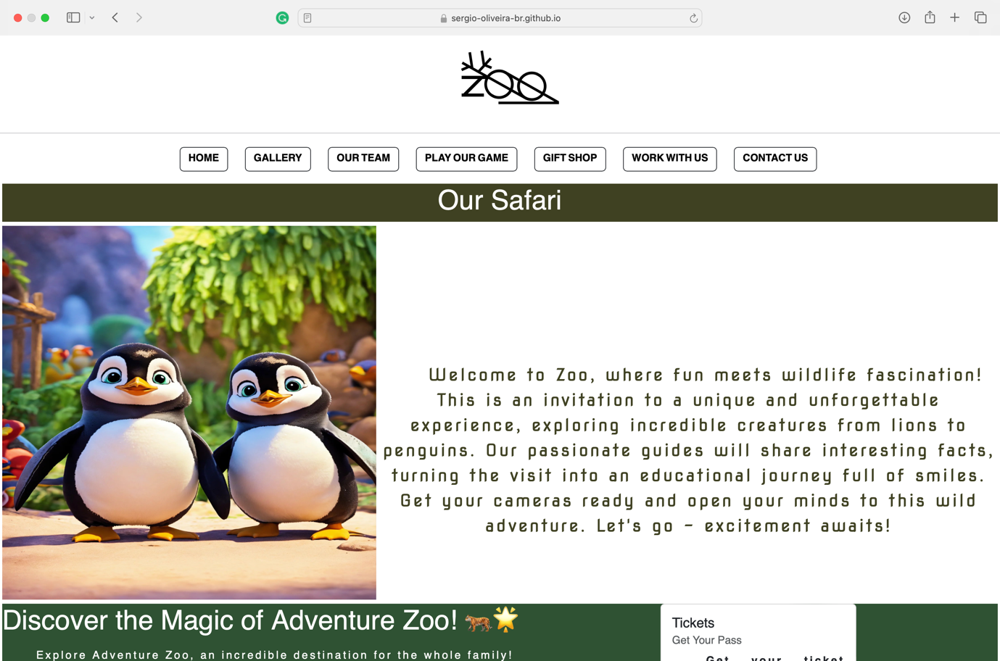 sergio-oliveira-br.github.io
ZOO
HOME
GALLERY
OUR TEAM
PLAY OUR GAME
GIFT SHOP
WORK WITH US
CONTACT US
Our Safari
Welcome to Zoo, where fun meets wildlife fascination!
This is an invitation to a unique and unforgettable
experience, exploring incredible creatures from lions to
penguins. Our passionate guides will share interesting facts,
turning the visit into an educational journey full of smiles.
Get your cameras ready and open your minds to this wild
adventure. Let's go - excitement awaits!
Discover the Magic of Adventure Zoo! 🐅🌟
Explore Adventure Zoo, an incredible destination for the whole family!
Tickets
Get Your Pass
Get your ticket